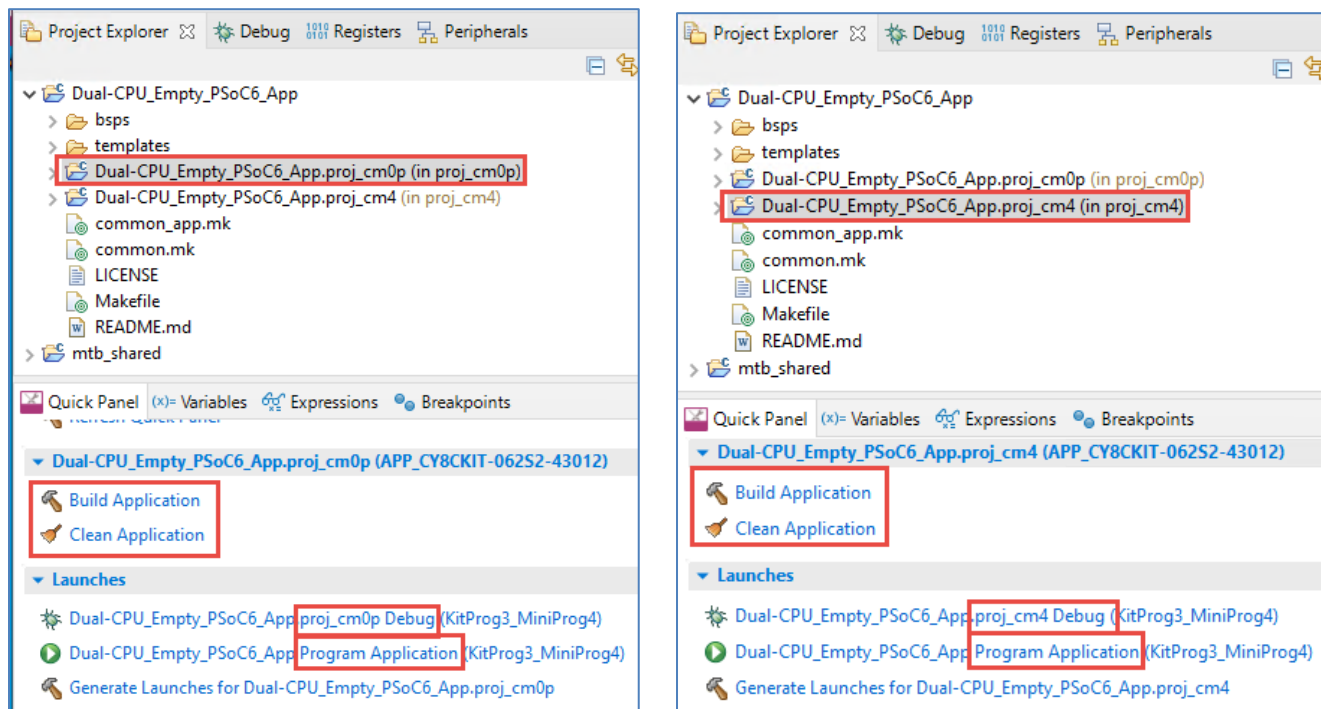 Project Explorer Debug Registers Peripherals
Dual-CPU_Empty_PSoC6_App
bsps
templates
Dual-CPU_Empty_PSoC6_App.proj_cm0p (in proj_cm0p)
Dual-CPU_Empty_PSoC6_App.proj_cm4 (in proj_cm4)
common_app.mk
common.mk
LICENSE
Makefile
README.md
mtb_shared
Quick Panel (x)= Variables Expressions Breakpoints
Refresh Quick Panel
Dual-CPU_Empty_PSoC6_App.proj_cm0p (APP_CY8CKIT-062S2-43012)
Build Application
Clean Application
Launches
Dual-CPU_Empty_PSoC6_App.proj_cm0p Debug (KitProg3_MiniProg4)
Dual-CPU_Empty_PSoC6_App Program Application (KitProg3_MiniProg4)
Generate Launches for Dual-CPU_Empty_PSoC6_App.proj_cm0p
Project Explorer Debug Registers Peripherals
Dual-CPU_Empty_PSoC6_App
bsps
templates
Dual-CPU_Empty_PSoC6_App.proj_cm0p (in proj_cm0p)
Dual-CPU_Empty_PSoC6_App.proj_cm4 (in proj_cm4)
common_app.mk
common.mk
LICENSE
Makefile
README.md
mtb_shared
Quick Panel (x)= Variables Expressions Breakpoints
Dual-CPU_Empty_PSoC6_App.proj_cm4 (APP_CY8CKIT-062S2-43012)
Build Application
Clean Application
Launches
Dual-CPU_Empty_PSoC6_App.proj_cm4 Debug (KitProg3_MiniProg4)
Dual-CPU_Empty_PSoC6_App Program Application (KitProg3_MiniProg4)
Generate Launches for Dual-CPU_Empty_PSoC6_App.proj_cm4